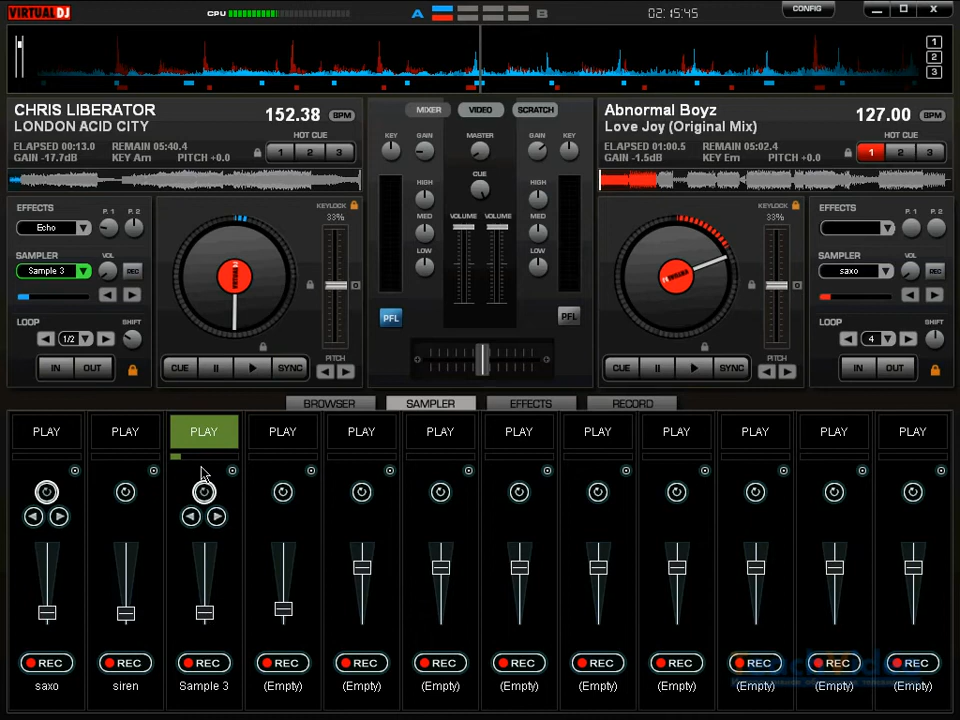 VIRTUAL DJ
CPU
A
B
02:15:45
CONFIG
1
2
3
CHRIS LIBERATOR
LONDON ACID CITY
152.38 BPM
HOT CUE
ELAPSED 00:13.0 REMAIN 05:40.4
GAIN -17.7dB KEY Am PITCH +0.0
1 2 3
MIXER VIDEO SCRATCH
KEY GAIN MASTER GAIN KEY
HIGH CUE HIGH
MED VOLUME VOLUME MED
LOW LOW
PFL PFL
Abnormal Boyz
Love Joy (Original Mix)
127.00 BPM
HOT CUE
ELAPSED 01:00.5 REMAIN 05:02.4
GAIN -1.5dB KEY Em PITCH +0.0
1 2 3
EFFECTS P. 1 P. 2
Echo
SAMPLER VOL
Sample 3 REC
LOOP SHIFT
1/2
IN OUT
KEYLOCK
33%
CUE SYNC
PITCH
KEYLOCK
33%
CUE SYNC
PITCH
EFFECTS P. 1 P. 2
SAMPLER VOL
saxo REC
LOOP SHIFT
4
IN OUT
BROWSER SAMPLER EFFECTS RECORD
PLAY PLAY PLAY PLAY PLAY PLAY PLAY PLAY PLAY PLAY PLAY PLAY
REC REC REC REC REC REC REC REC REC REC REC REC
saxo siren Sample 3 (Empty) (Empty) (Empty) (Empty) (Empty) (Empty) (Empty) (Empty) (Empty)